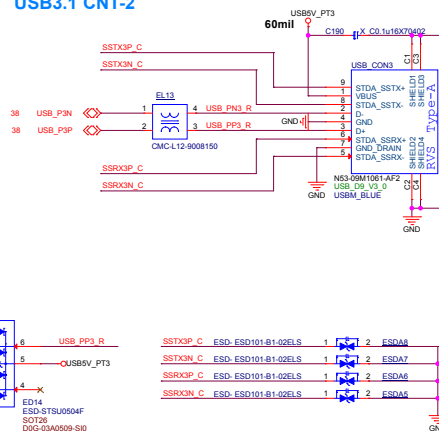 USB3.1 CNT-2
USB5V_PT3
60mil
C190 X_C0.1u16X70402
SSTX3P_C
SSTX3N_C
USB_CON3
C1
C3
9 STDA_SSTX+
1 VBUS
8 STDA_SSTX-
2 D-
4 GND
3 D+
6 STDA_SSRX+
7 GND_DRAIN
5 STDA_SSRX-
SHIELD1
SHIELD3
SHIELD2
SHIELD4
RVS Type-A
EL13
38 USB_P3N 1 4 USB_PN3_R
38 USB_P3P 2 3 USB_PP3_R
GND
CMC-L12-9008150
SSRX3P_C
SSRX3N_C
GND
N53-09M1061-AF2
USB_D9_V3_0
USBM_BLUE
C2
C4
GND
6 USB_PP3_R
5 USB5V_PT3
4
ED14
ESD-STSU0504F
SOT26
D0G-03A0509-SI0
SSTX3P_C ESD- ESD101-B1-02ELS 1 2 ESDA8
SSTX3N_C ESD- ESD101-B1-02ELS 1 2 ESDA7
SSRX3P_C ESD- ESD101-B1-02ELS 1 2 ESDA6
SSRX3N_C ESD- ESD101-B1-02ELS 1 2 ESDA5